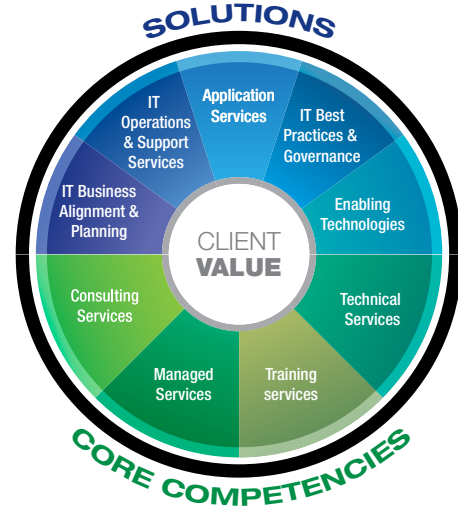 SOLUTIONS
Application
Services
IT
Operations
& Support
Services
IT Best
Practices &
Governance
IT Business
Alignment &
Planning
Enabling
Technologies
CLIENT
VALUE
Consulting
Services
Technical
Services
Managed
Services
Training
services
CORE COMPETENCIES